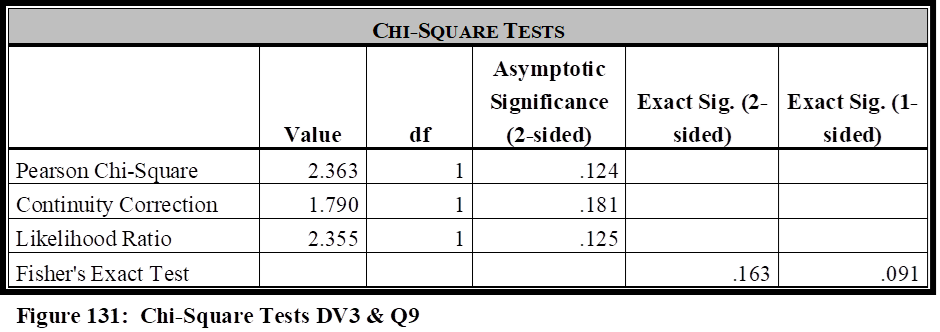 CHI-SQUARE TESTS
Value df Asymptotic Significance (2-sided) Exact Sig. (2-sided) Exact Sig. (1-sided)
Pearson Chi-Square 2.363 1 .124
Continuity Correction 1.790 1 .181
Likelihood Ratio 2.355 1 .125
Fisher's Exact Test .163 .091
Figure 131: Chi-Square Tests DV3 & Q9